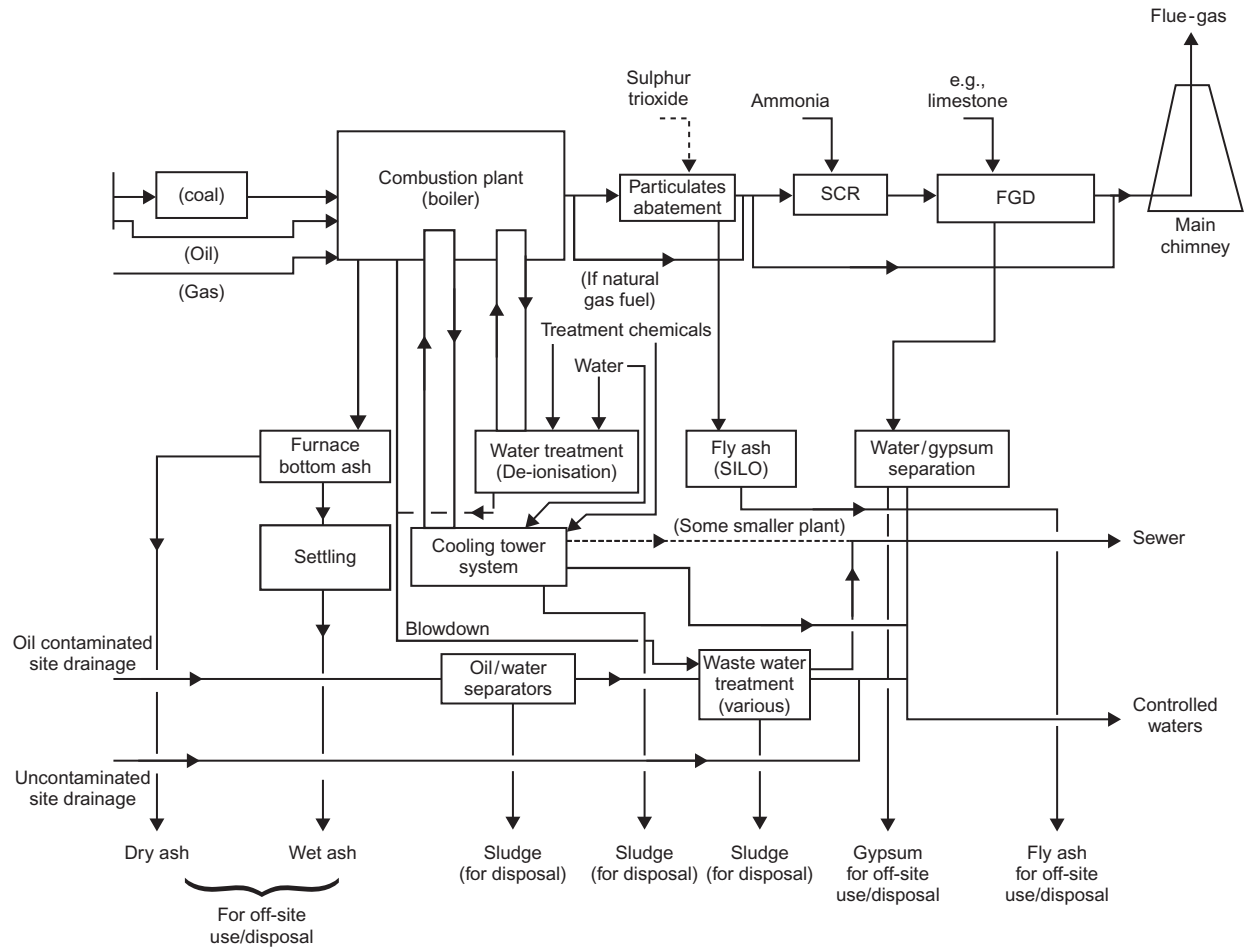 Flue-gas
Sulphur
trioxide
Ammonia
e.g.,
limestone
(coal)
Combustion plant
(boiler)
Particulates
abatement
SCR
FGD
Main
chimney
(Oil)
(Gas)
(If natural
gas fuel)
Treatment chemicals
Water
Furnace
bottom ash
Water treatment
(De-ionisation)
Fly ash
(SILO)
Water/gypsum
separation
Settling
Cooling tower
system
(Some smaller plant)
Sewer
Blowdown
Oil contaminated
site drainage
Oil/water
separators
Waste water
treatment
(various)
Controlled
waters
Uncontaminated
site drainage
Dry ash
Wet ash
Sludge
(for disposal)
Sludge
(for disposal)
Sludge
(for disposal)
Gypsum
for off-site
use/disposal
Fly ash
for off-site
use/disposal
For off-site
use/disposal